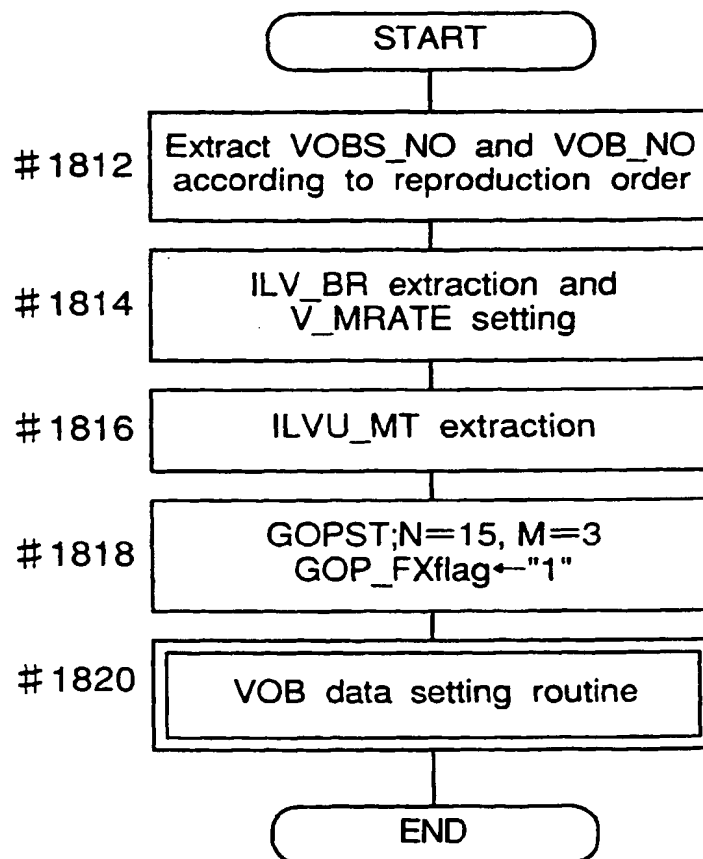 START
#1812
Extract VOBS_NO and VOB_NO
according to reproduction order
#1814
ILV_BR extraction and
V_MRATE setting
#1816
ILVU_MT extraction
#1818
GOPST;N=15, M=3
GOP_FXflag←"1"
#1820
VOB data setting routine
END